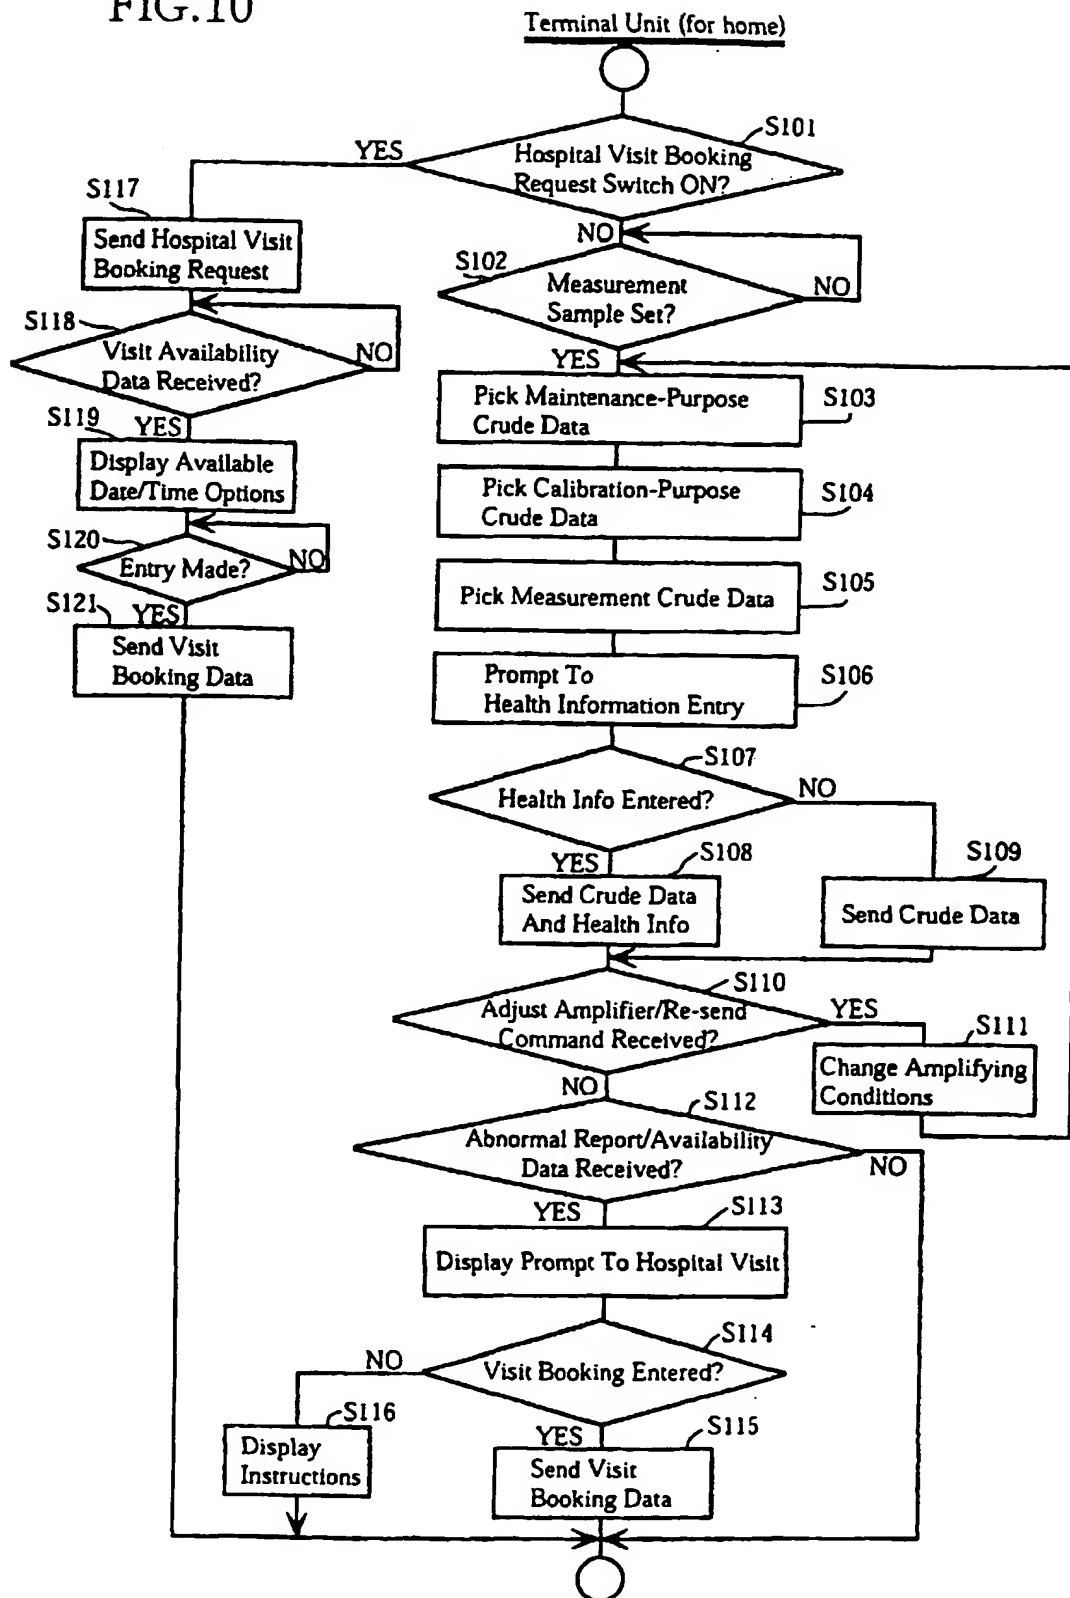 FIG.10
Terminal Unit (for home)
S101
YES
Hospital Visit Booking
Request Switch ON?
S117
Send Hospital Visit
Booking Request
NO
S102
Measurement
Sample Set?
NO
S118
Visit Availability
Data Received?
NO
YES
S119
YES
Display Available
Date/Time Options
Pick Maintenance-Purpose
Crude Data
S103
Pick Calibration-Purpose
Crude Data
S104
S120
Entry Made?
NO
S121
YES
Send Visit
Booking Data
Pick Measurement Crude Data
S105
Prompt To
Health Information Entry
S106
S107
Health Info Entered?
NO
YES
S108
Send Crude Data
And Health Info
S109
Send Crude Data
S110
Adjust Amplifier/Re-send
Command Received?
YES
S111
Change Amplifying
Conditions
NO
S112
Abnormal Report/Availability
Data Received?
NO
YES
S113
Display Prompt To Hospital Visit
S114
Visit Booking Entered?
NO
S116
Display
Instructions
YES
S115
Send Visit
Booking Data